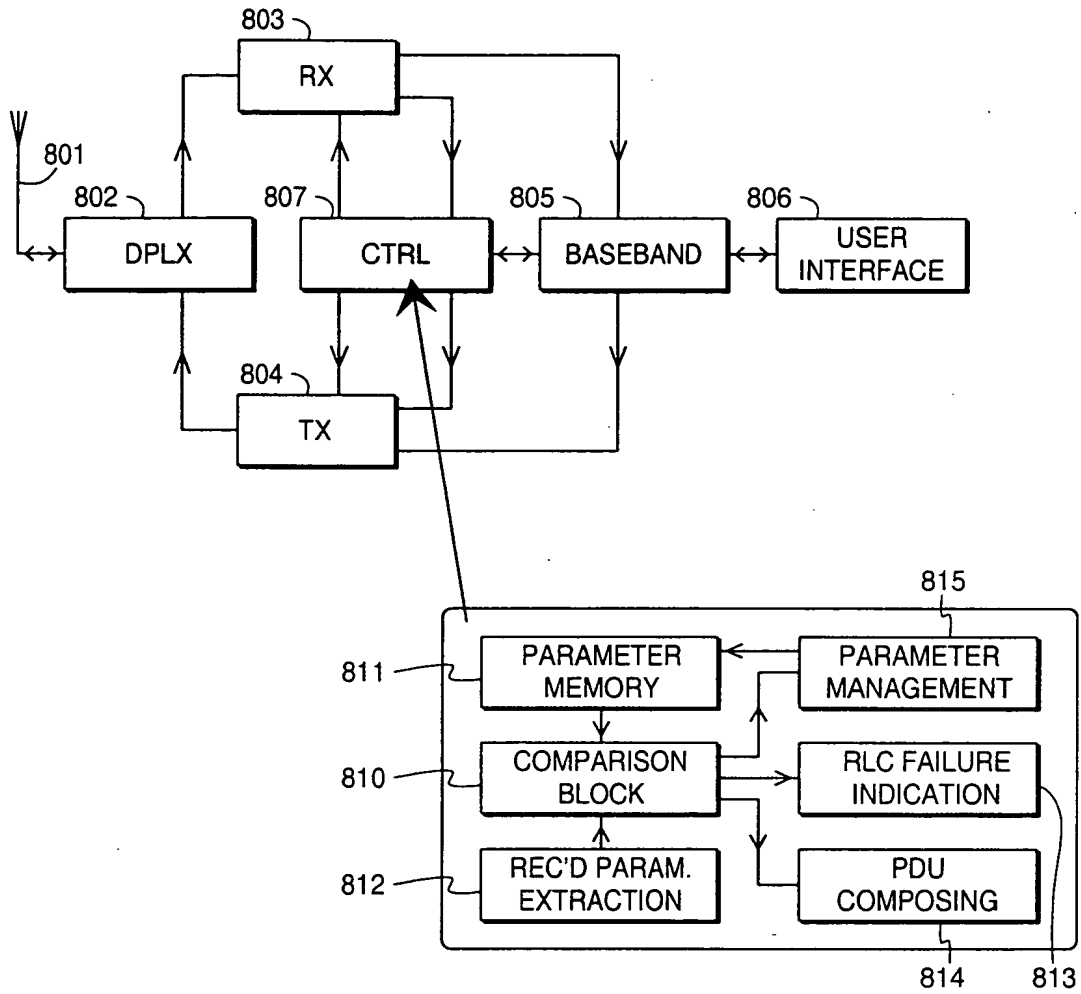 803
RX
801
802
DPLX
807
CTRL
805
BASEBAND
806
USER
INTERFACE
804
TX
815
811
PARAMETER
MEMORY
PARAMETER
MANAGEMENT
810
COMPARISON
BLOCK
RLC FAILURE
INDICATION
812
REC'D PARAM.
EXTRACTION
PDU
COMPOSING
814
813